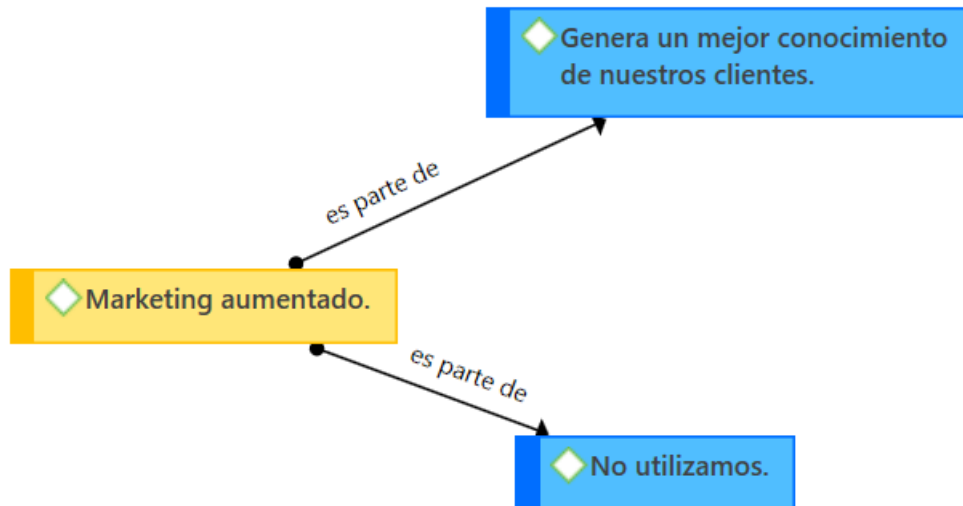 Genera un mejor conocimiento
de nuestros clientes.
es parte de
Marketing aumentado.
es parte de
No utilizamos.